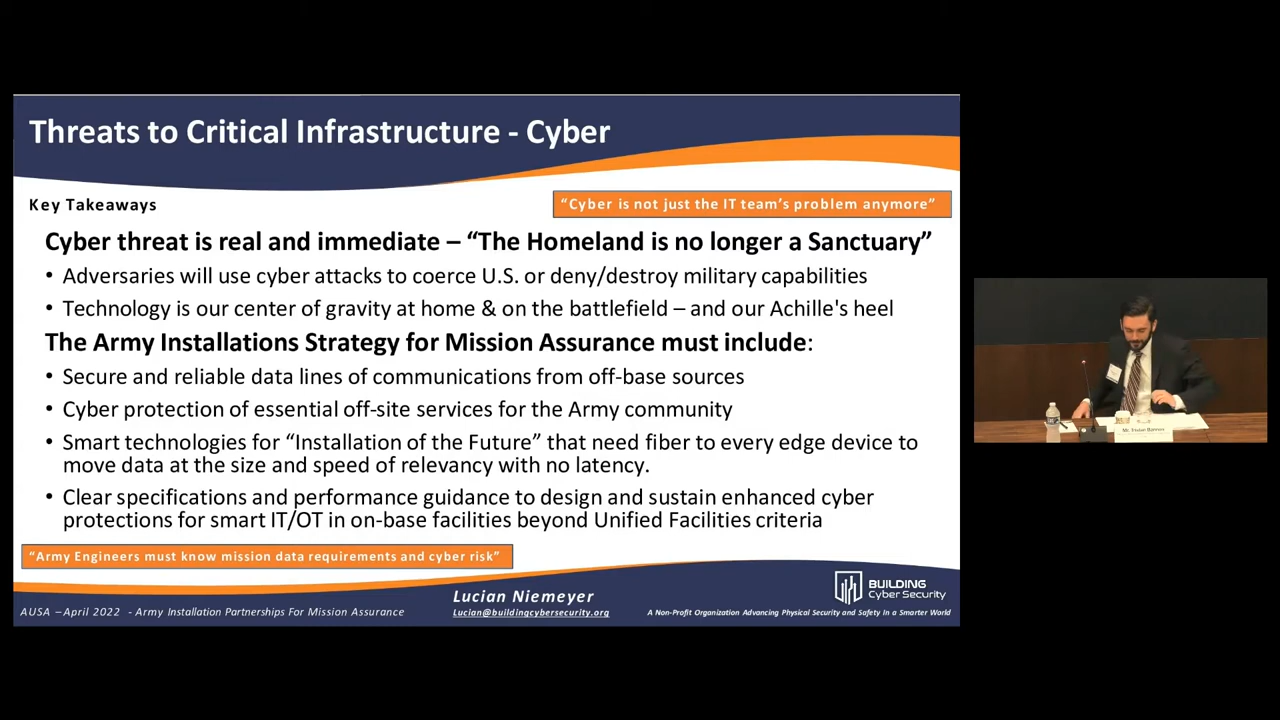 Threats to Critical Infrastructure - Cyber
Key Takeaways
“Cyber is not just the IT team’s problem anymore”
Cyber threat is real and immediate – “The Homeland is no longer a Sanctuary”
• Adversaries will use cyber attacks to coerce U.S. or deny/destroy military capabilities
• Technology is our center of gravity at home & on the battlefield – and our Achille's heel
The Army Installations Strategy for Mission Assurance must include:
• Secure and reliable data lines of communications from off-base sources
• Cyber protection of essential off-site services for the Army community
• Smart technologies for “Installation of the Future” that need fiber to every edge device to
move data at the size and speed of relevancy with no latency.
• Clear specifications and performance guidance to design and sustain enhanced cyber
protections for smart IT/OT in on-base facilities beyond Unified Facilities criteria
“Army Engineers must know mission data requirements and cyber risk”
AUSA – April 2022 - Army Installation Partnerships For Mission Assurance
Lucian Niemeyer
Lucian@buildingcybersecurity.org
BUILDING
Cyber Security
A Non-Profit Organization Advancing Physical Security and Safety In a Smarter World
Mr.